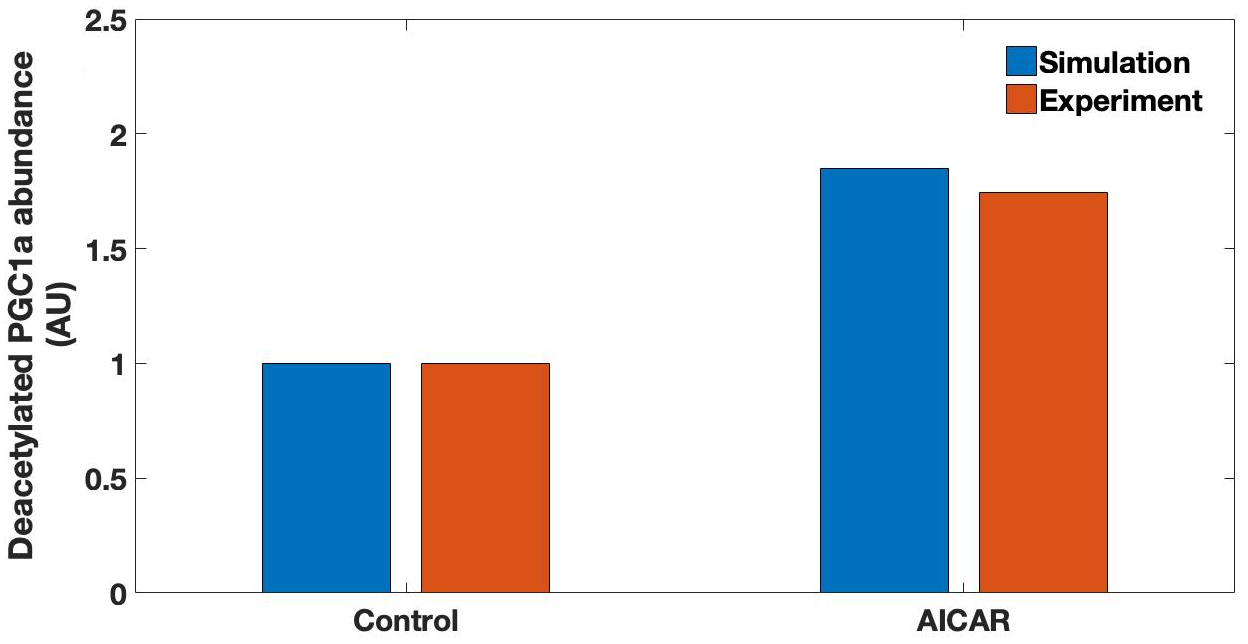 Deacetylated PGC1a abundance
(AU)
2.5
2
1.5
1
0.5
0
Simulation
Experiment
Control
AICAR